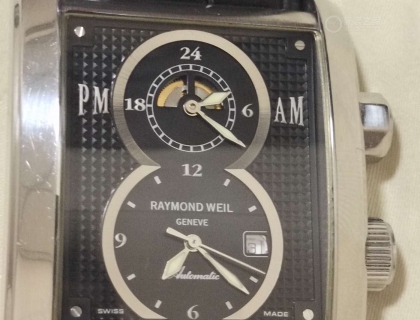 24
PM 18 6 AM
12
RAYMOND WEIL
GENEVE
9
Automatic
6
SWISS MADE